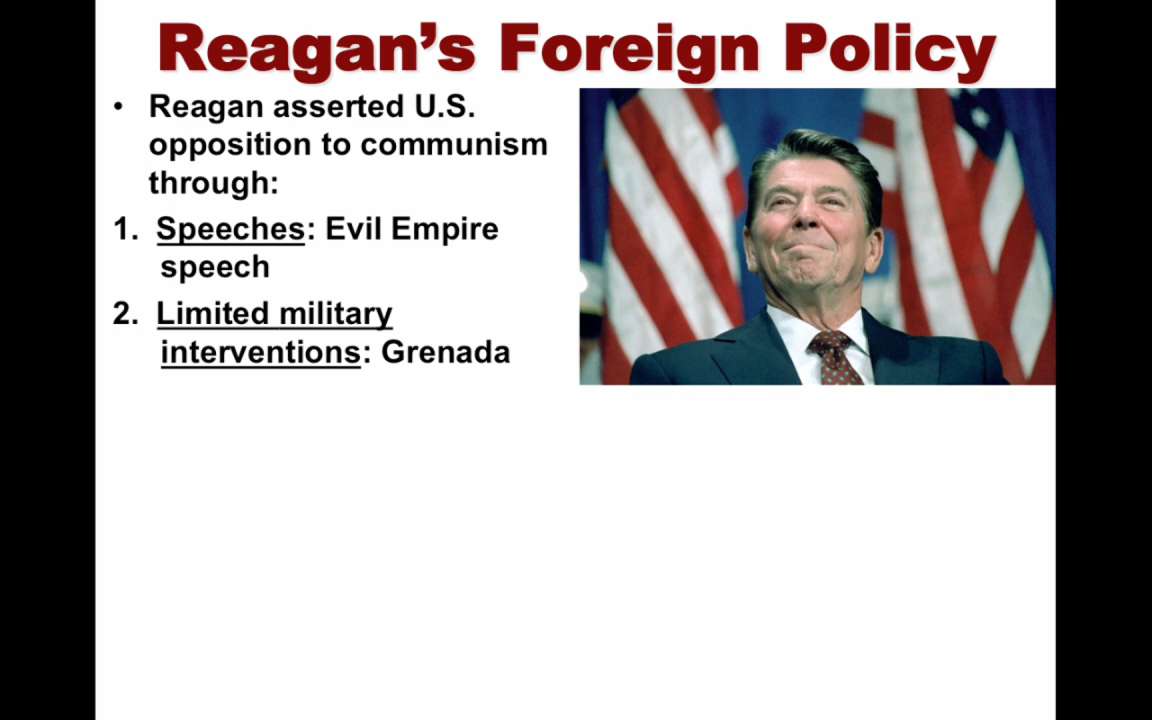 Reagan’s Foreign Policy
• Reagan asserted U.S.
opposition to communism
through:
1. Speeches: Evil Empire
speech
2. Limited military
interventions: Grenada